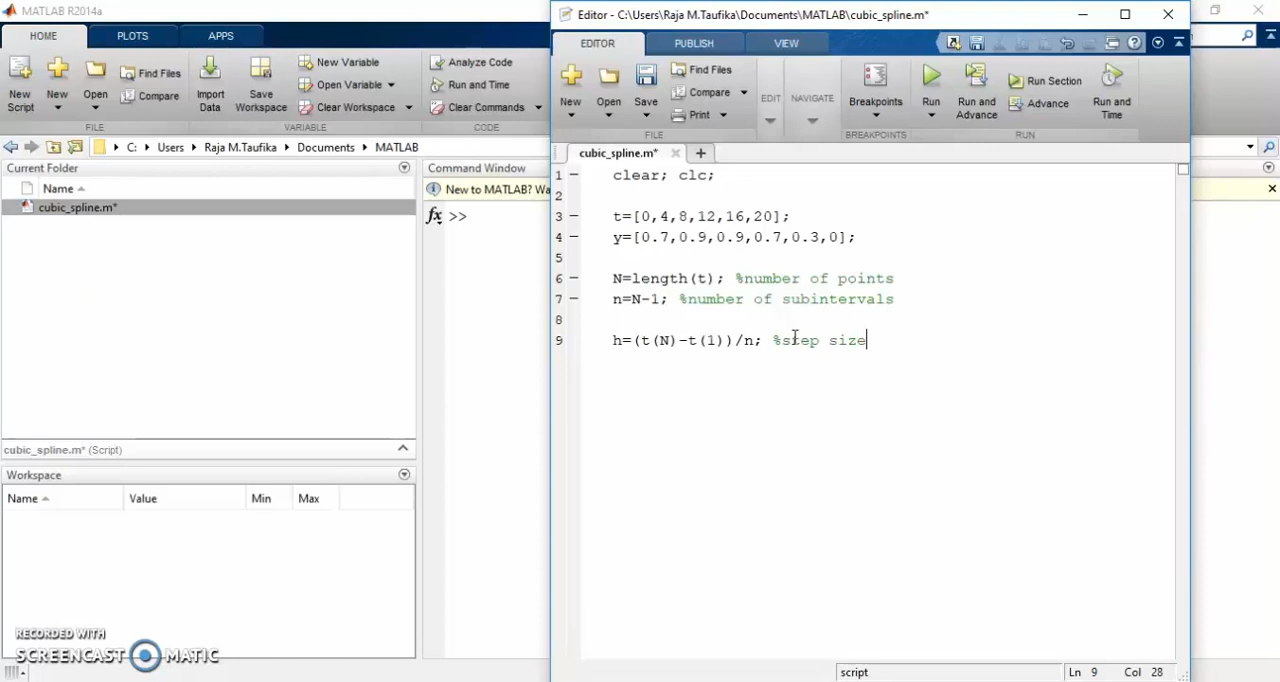 MATLAB R2014a
HOME
PLOTS
APPS
New Script
New
Open
Find Files
Compare
Import Data
Save Workspace
New Variable
Open Variable
Clear Workspace
Analyze Code
Run and Time
Clear Commands
FILE
VARIABLE
CODE
C: Users Raja M.Taufika Documents MATLAB
Current Folder
Name
cubic_spline.m*
cubic_spline.m* (Script)
Workspace
Name Value Min Max
RECORDED WITH
SCREENCAST MATIC
Command Window
New to MATLAB? Wa
fx >>
Editor - C:\Users\Raja M.Taufika\Documents\MATLAB\cubic_spline.m*
EDITOR
PUBLISH
VIEW
New
Open
Save
Find Files
Compare
Print
EDIT
NAVIGATE
Breakpoints
Run
Run and Advance
Run Section
Advance
Run and Time
FILE
BREAKPOINTS
RUN
cubic_spline.m*
1 clear; clc;
2
3 t=[0,4,8,12,16,20];
4 y=[0.7,0.9,0.9,0.7,0.3,0];
5
6 N=length(t); %number of points
7 n=N-1; %number of subintervals
8
9 h=(t(N)-t(1))/n; %step size
script
Ln 9 Col 28